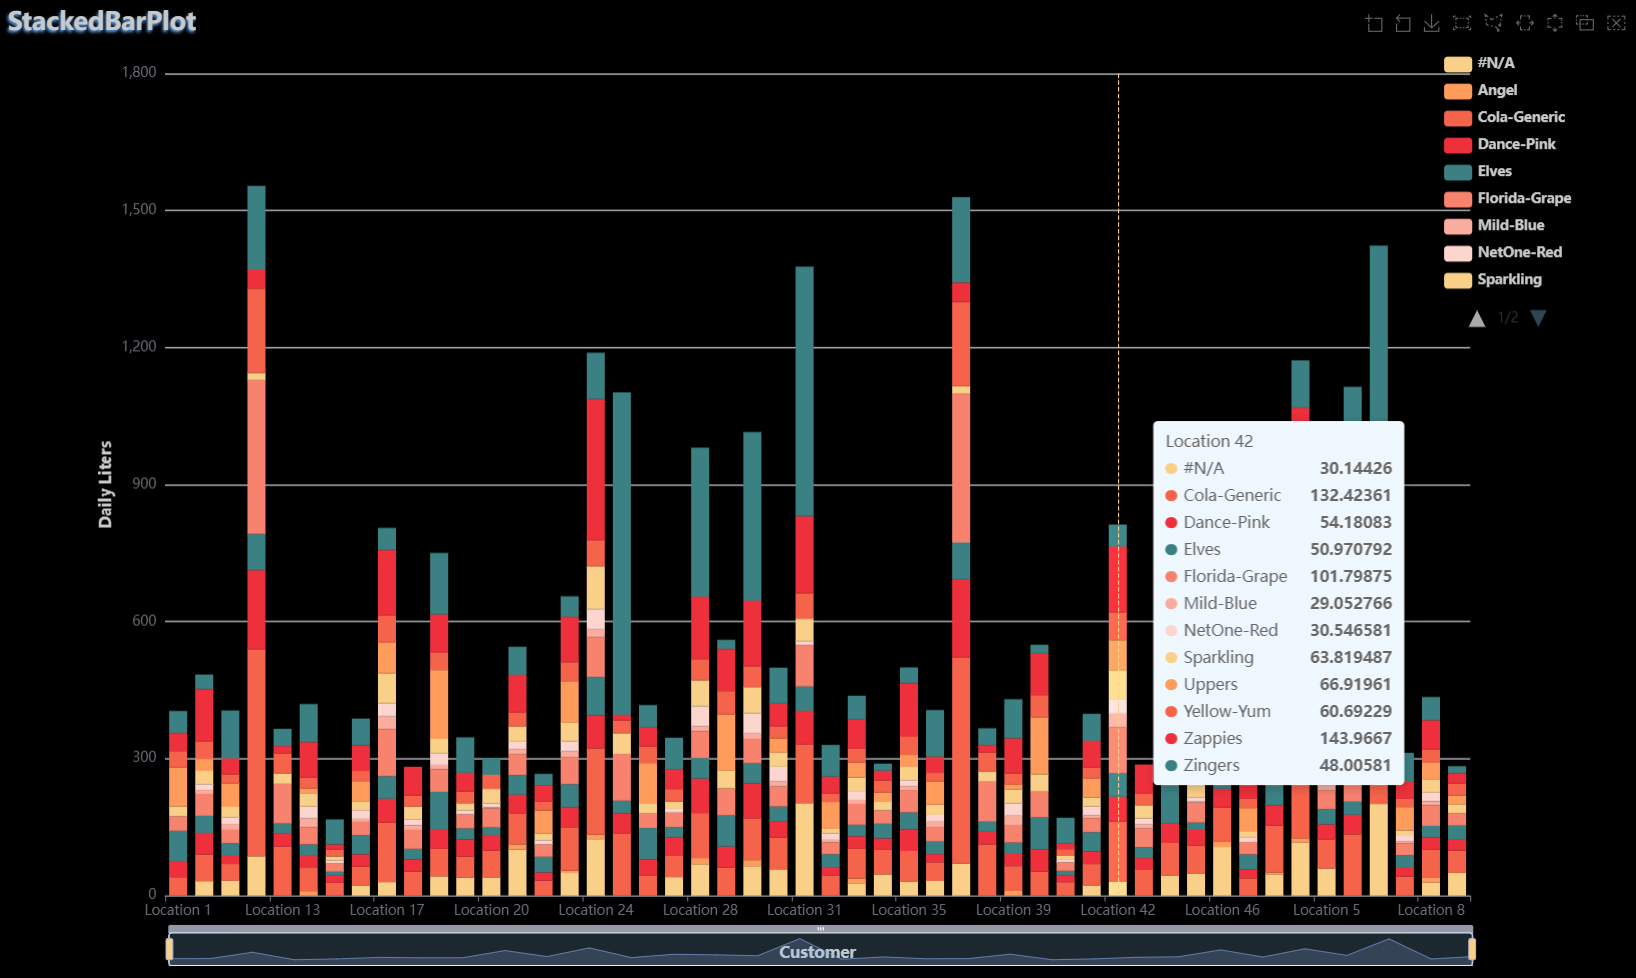 StackedBarPlot
#N/A
Angel
Cola-Generic
Dance-Pink
Elves
Florida-Grape
Mild-Blue
NetOne-Red
Sparkling
1/2
Daily Liters
1,800
1,500
1,200
900
600
300
0
Location 42
#N/A 30.14426
Cola-Generic 132.42361
Dance-Pink 54.18083
Elves 50.970792
Florida-Grape 101.79875
Mild-Blue 29.052766
NetOne-Red 30.546581
Sparkling 63.819487
Uppers 66.91961
Yellow-Yum 60.69229
Zappies 143.9667
Zingers 48.00581
Location 1 Location 13 Location 17 Location 20 Location 24 Location 28 Location 31 Location 35 Location 39 Location 42 Location 46 Location 5 Location 8
Customer